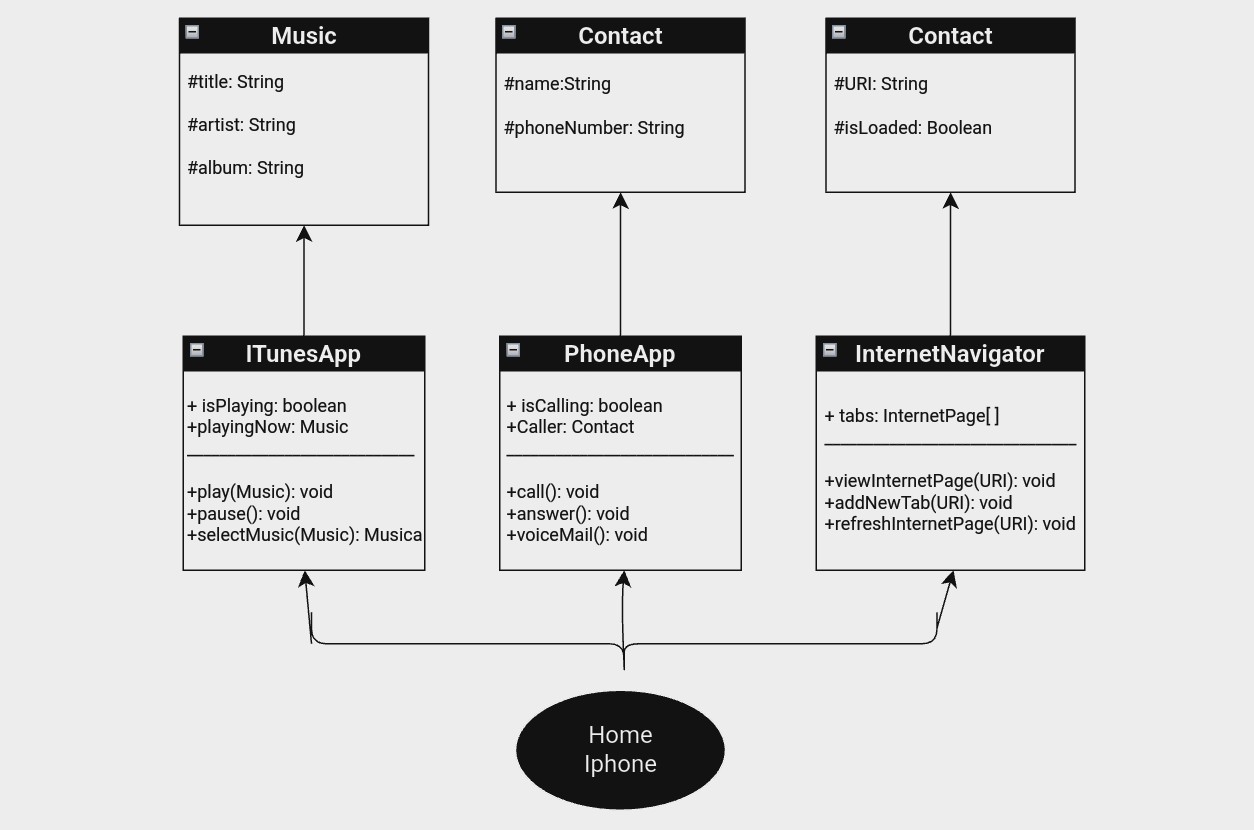 Music
#title: String
#artist: String
#album: String
Contact
#name:String
#phoneNumber: String
Contact
#URI: String
#isLoaded: Boolean
ITunesApp
+ isPlaying: boolean
+playingNow: Music
+play(Music): void
+pause(): void
+selectMusic(Music): Musica
PhoneApp
+ isCalling: boolean
+Caller: Contact
+call(): void
+answer(): void
+voiceMail(): void
InternetNavigator
+ tabs: InternetPage[ ]
+viewInternetPage(URI): void
+addNewTab(URI): void
+refreshInternetPage(URI): void
Home
Iphone